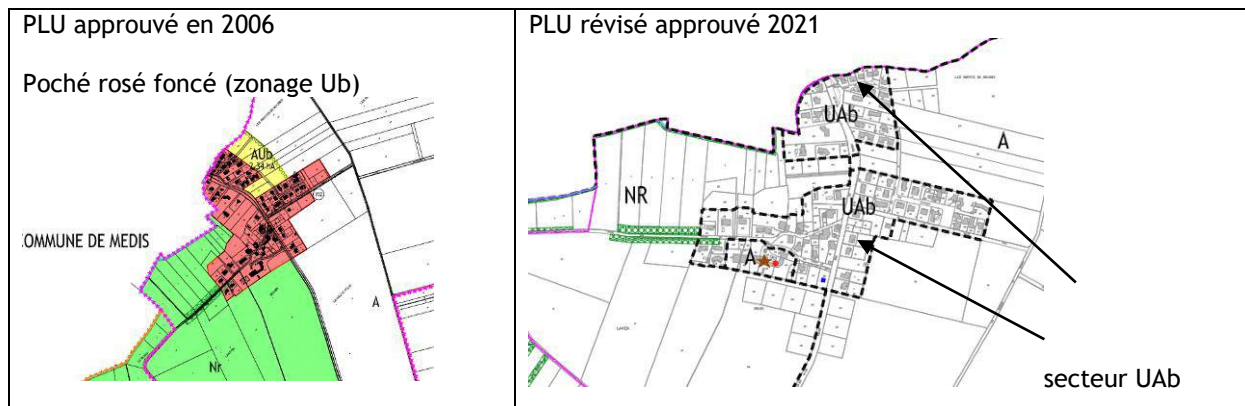 PLU approuvé en 2006
Poché rosé foncé (zonage Ub)
AUb
COMMUNE DE MEDIS
A
Nr
PLU révisé approuvé 2021
UAb
A
NR
UAb
A
secteur UAb